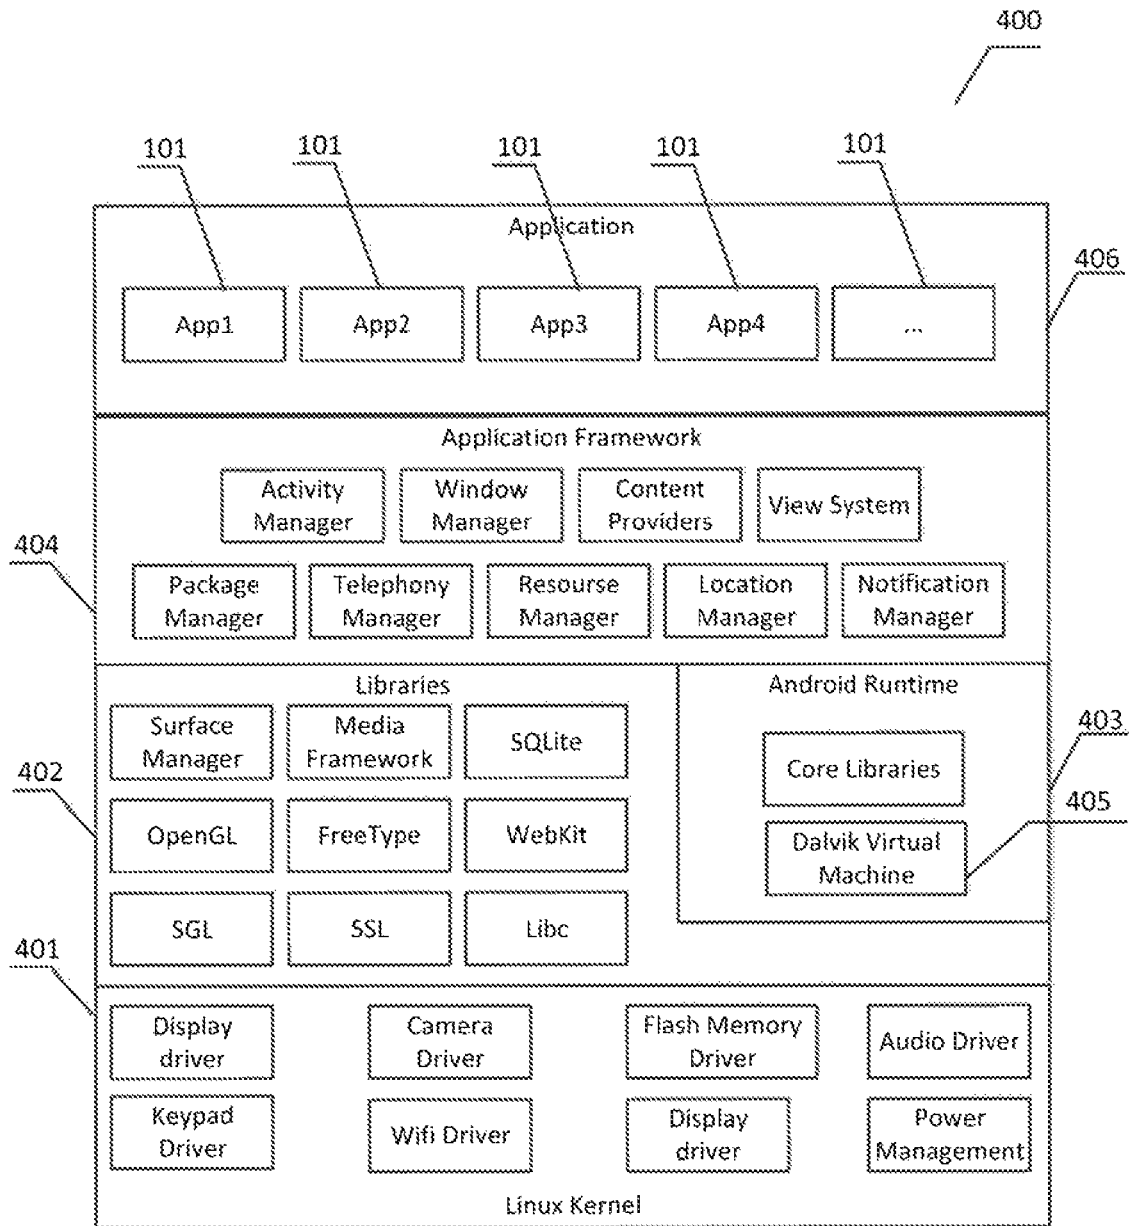 400
101 101 101 101 101
Application
406
App1 App2 App3 App4 ...
Application Framework
Activity Manager
Window Manager
Content Providers
View System
404
Package Manager
Telephony Manager
Resourse Manager
Location Manager
Notification Manager
Libraries
Android Runtime
Surface Manager
Media Framework
SQLite
403
Core Libraries
402
405
OpenGL FreeType WebKit
Dalvik Virtual Machine
SGL SSL Libc
401
Display driver
Camera Driver
Flash Memory Driver
Audio Driver
Keypad Driver
Wifi Driver
Display driver
Power Management
Linux Kernel